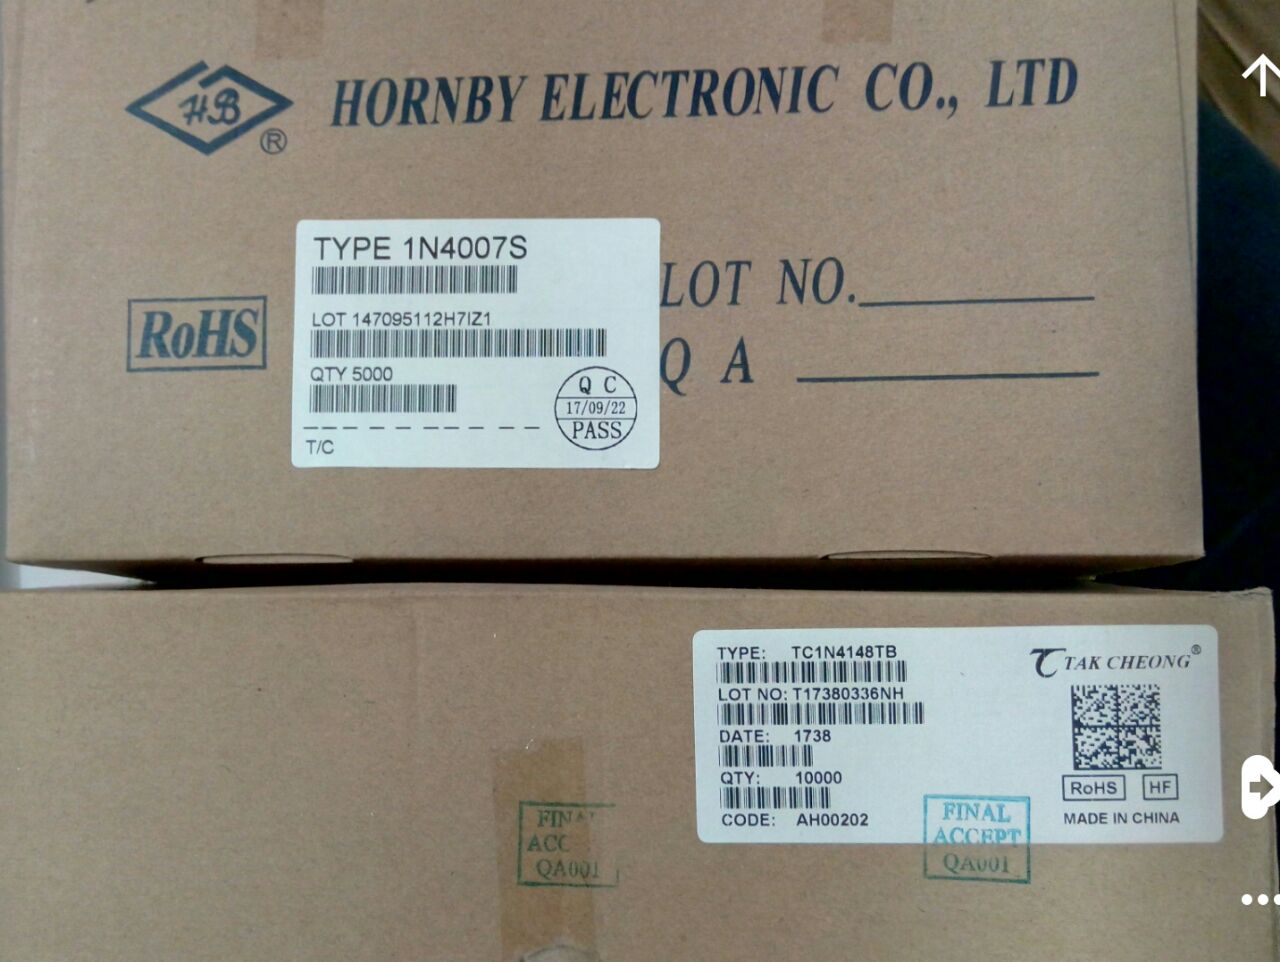 HB®
HORNBY ELECTRONIC CO., LTD
TYPE 1N4007S
LOT 147095112H7IZ1
QTY 5000
T/C
Q C
17/09/22
PASS
RoHS
LOT NO.
Q A
TYPE: TC1N4148TB
LOT NO: T17380336NH
DATE: 1738
QTY: 10000
CODE: AH00202
TAK CHEONG®
RoHS HF
MADE IN CHINA
FINAL
ACCEPT
QA001
FINA
ACC
QA001